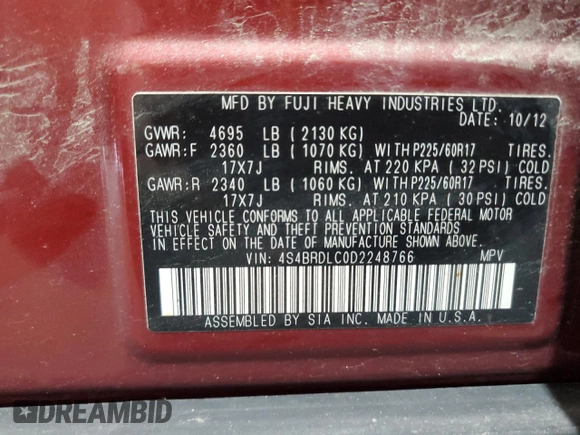 MFD BY FUJI HEAVY INDUSTRIES LTD.
DATE: 10/12
GVWR: 4695 LB ( 2130 KG)
GAWR:F 2360 LB ( 1070 KG) WITH P225/60R17 TIRES.
17X7J RIMS. AT 220 KPA ( 32 PSI) COLD
GAWR:R 2340 LB ( 1060 KG) WITH P225/60R17 TIRES.
17X7J RIMS. AT 210 KPA ( 30 PSI) COLD
THIS VEHICLE CONFORMS TO ALL APPLICABLE FEDERAL MOTOR
VEHICLE SAFETY AND THEFT PREVENTION STANDARDS
IN EFFECT ON THE DATE OF MANUFACTURE SHOWN ABOVE.
VIN: 4S4BRDLC0D2248766 MPV
ASSEMBLED BY SIA INC. MADE IN U.S.A.
DREAMBID